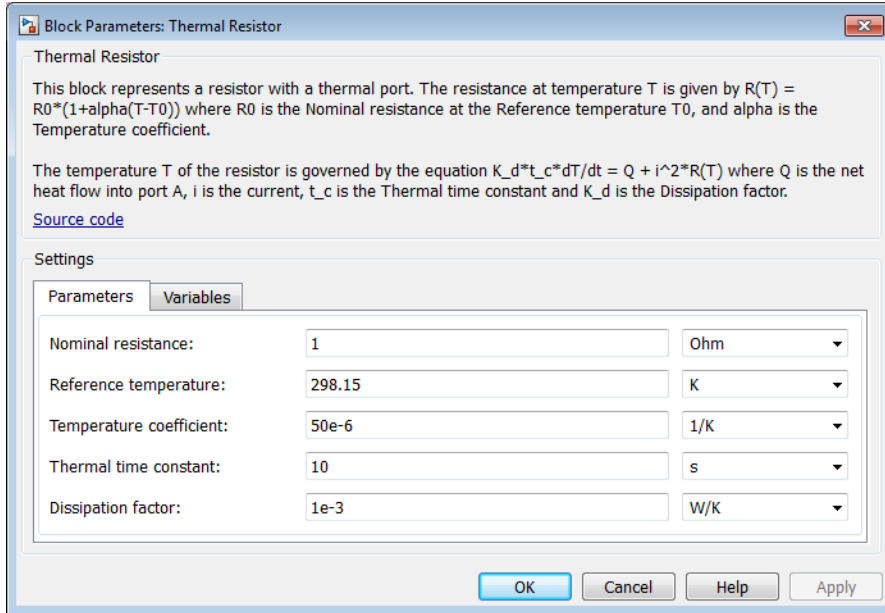 Block Parameters: Thermal Resistor
Thermal Resistor
This block represents a resistor with a thermal port. The resistance at temperature T is given by R(T) =
R0*(1+alpha(T-T0)) where R0 is the Nominal resistance at the Reference temperature T0, and alpha is the
Temperature coefficient.
The temperature T of the resistor is governed by the equation K_d*t_c*dT/dt = Q + i^2*R(T) where Q is the net
heat flow into port A, i is the current, t_c is the Thermal time constant and K_d is the Dissipation factor.
Source code
Settings
Parameters Variables
Nominal resistance: 1 Ohm
Reference temperature: 298.15 K
Temperature coefficient: 50e-6 1/K
Thermal time constant: 10 s
Dissipation factor: 1e-3 W/K
OK Cancel Help Apply